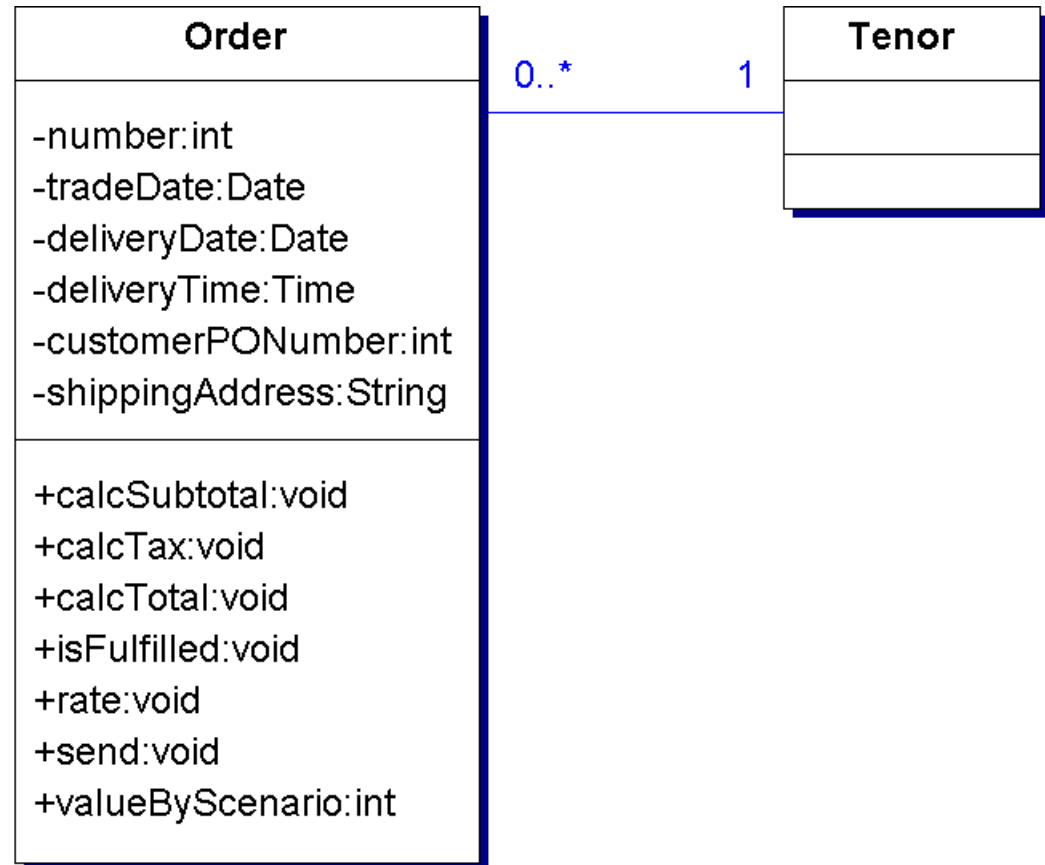 Order
-number:int
-tradeDate:Date
-deliveryDate:Date
-deliveryTime:Time
-customerPONumber:int
-shippingAddress:String
+calcSubtotal:void
+calcTax:void
+calcTotal:void
+isFulfilled:void
+rate:void
+send:void
+valueByScenario:int
0..* 1
Tenor